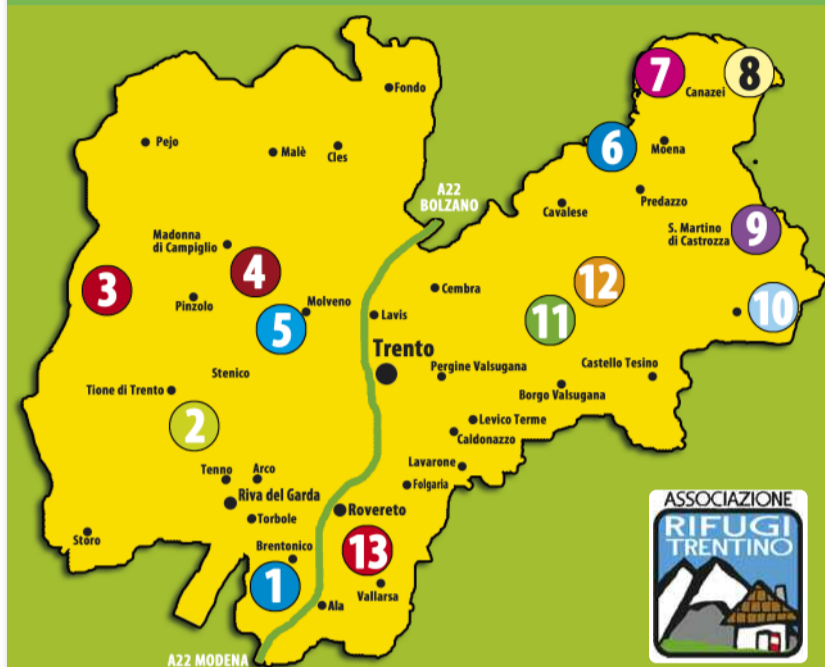 Fondo
7
8
Canazei
Pejo
Malè
Cles
6
Moena
A22
BOLZANO
Predazzo
Cavalese
Madonna
di Campiglio
S. Martino
di Castrozza
9
3
4
Cembra
12
Pinzolo
Molveno
5
Lavis
11
10
Trento
Stenico
Pergine Valsugana
Castello Tesino
Tione di Trento
Borgo Valsugana
2
Levico Terme
Caldonazzo
Tenno
Arco
Lavarone
Riva del Garda
Folgaria
Torbole
Rovereto
Storo
Brentonico
13
1
Vallarsa
Ala
A22 MODENA
ASSOCIAZIONE
RIFUGI
TRENTINO